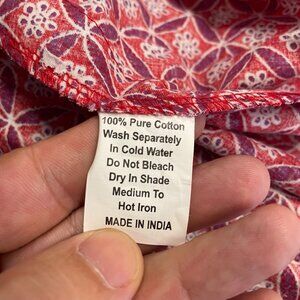 100% Pure Cotton
Wash Separately
In Cold Water
Do Not Bleach
Dry In Shade
Medium To
Hot Iron
MADE IN INDIA